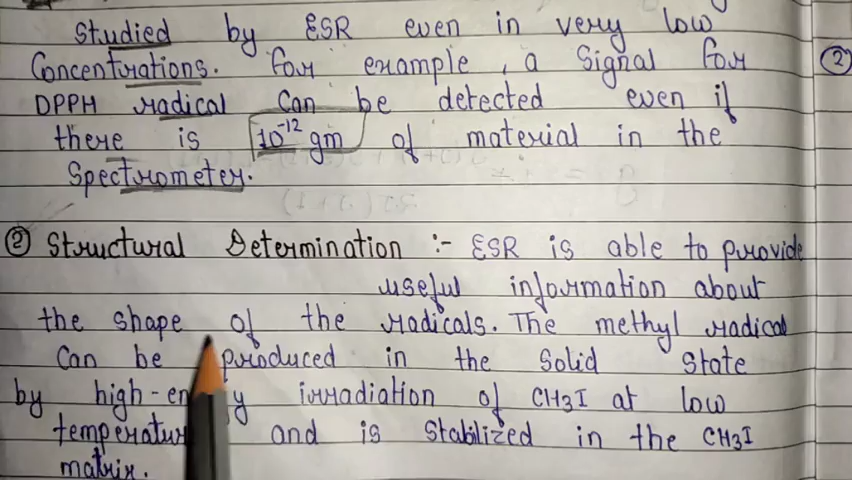 studied by ESR even in very low
Concentrations. For example, a Signal for ②
DPPH radical can be detected even if
there is 10⁻¹² gm of material in the
Spectrometer.
② Structural Determination :- ESR is able to provide
useful information about
the shape of the radicals. The methyl radical
Can be produced in the Solid State
by high-en y irradiation of CH3I at low
temperatur and is stabilized in the CH3I
matrix.